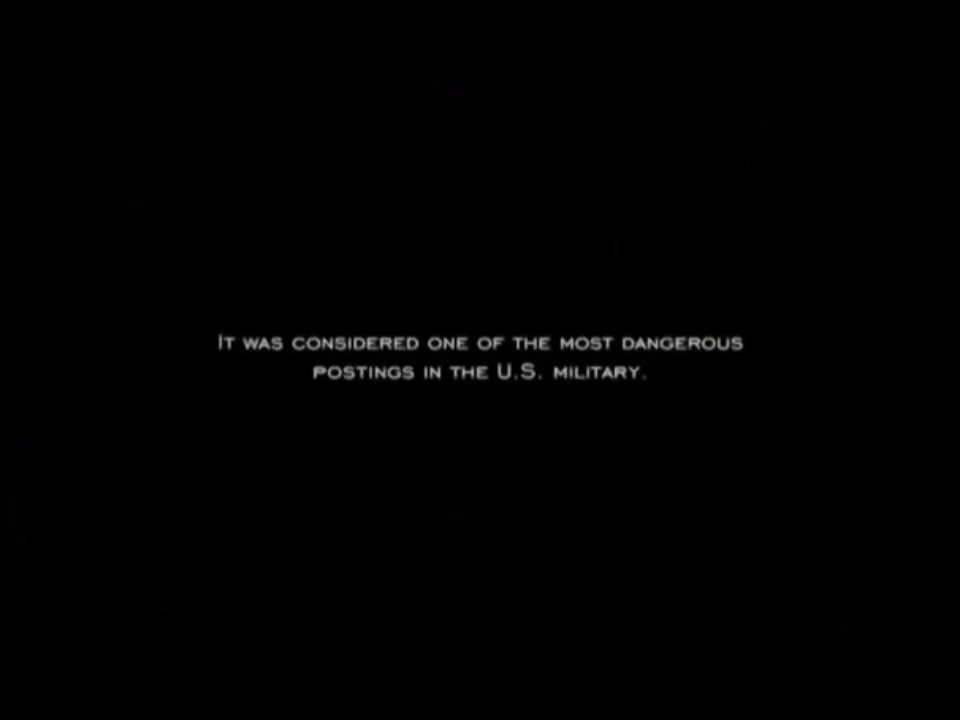 It was considered one of the most dangerous
postings in the U.S. military.